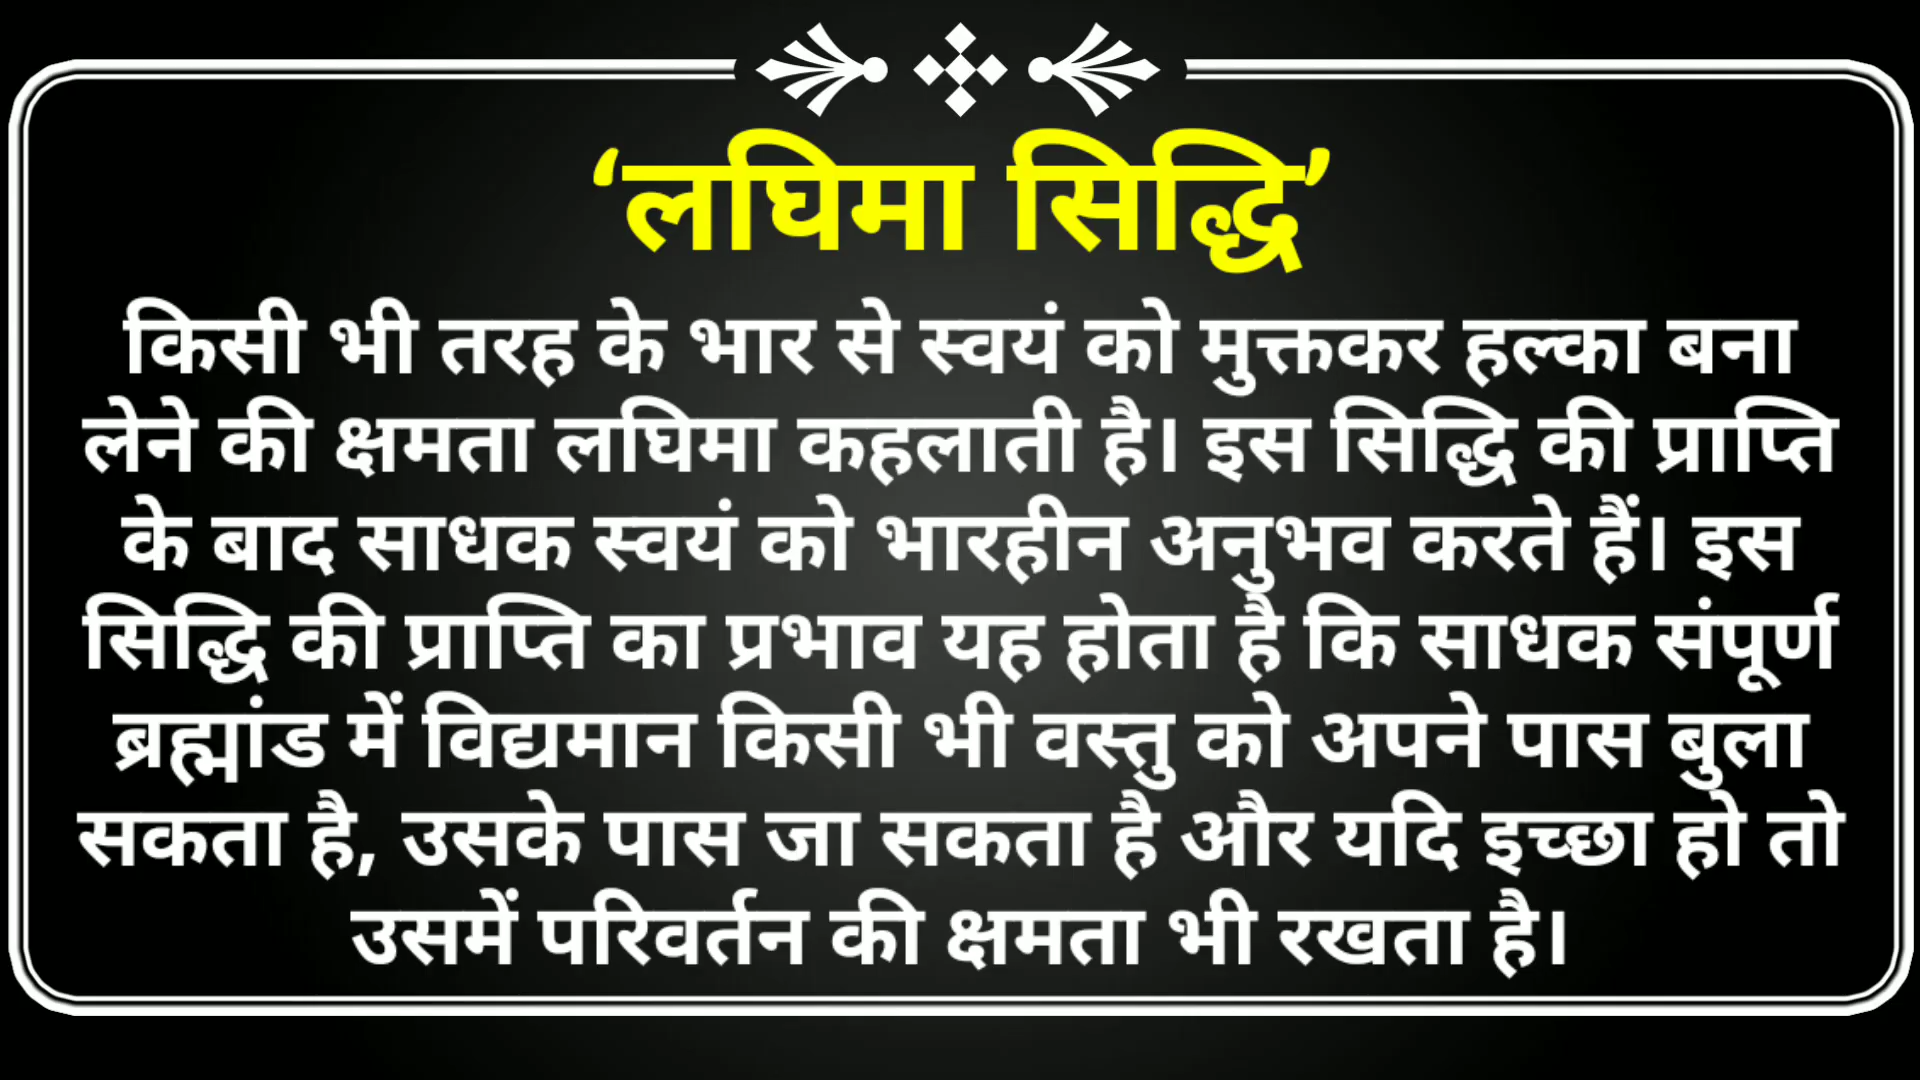 ‘लघिमा सिद्धि’
किसी भी तरह के भार से स्वयं को मुक्तकर हल्का बना
लेने की क्षमता लघिमा कहलाती है। इस सिद्धि की प्राप्ति
के बाद साधक स्वयं को भारहीन अनुभव करते हैं। इस
सिद्धि की प्राप्ति का प्रभाव यह होता है कि साधक संपूर्ण
ब्रह्मांड में विद्यमान किसी भी वस्तु को अपने पास बुला
सकता है, उसके पास जा सकता है और यदि इच्छा हो तो
उसमें परिवर्तन की क्षमता भी रखता है।